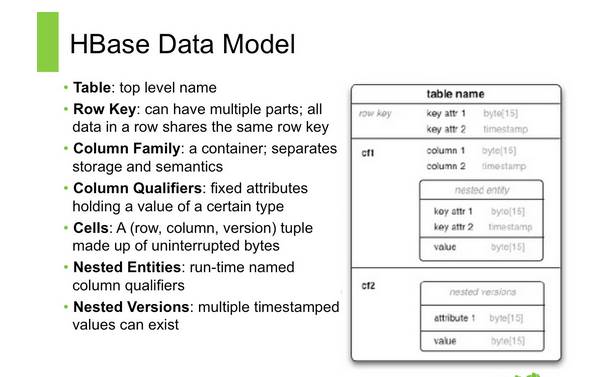 HBase Data Model
• Table: top level name
• Row Key: can have multiple parts; all
data in a row shares the same row key
• Column Family: a container; separates
storage and semantics
• Column Qualifiers: fixed attributes
holding a value of a certain type
• Cells: A (row, column, version) tuple
made up of uninterrupted bytes
• Nested Entities: run-time named
column qualifiers
• Nested Versions: multiple timestamped
values can exist
table name
row key key attr 1 byte[15]
key attr 2 timestamp
cf1 column 1 byte[15]
column 2 timestamp
nested entity
key attr 1 byte[15]
key attr 2 timestamp
value byte[15]
cf2
nested versions
attribute 1 byte[15]
value byte[15]